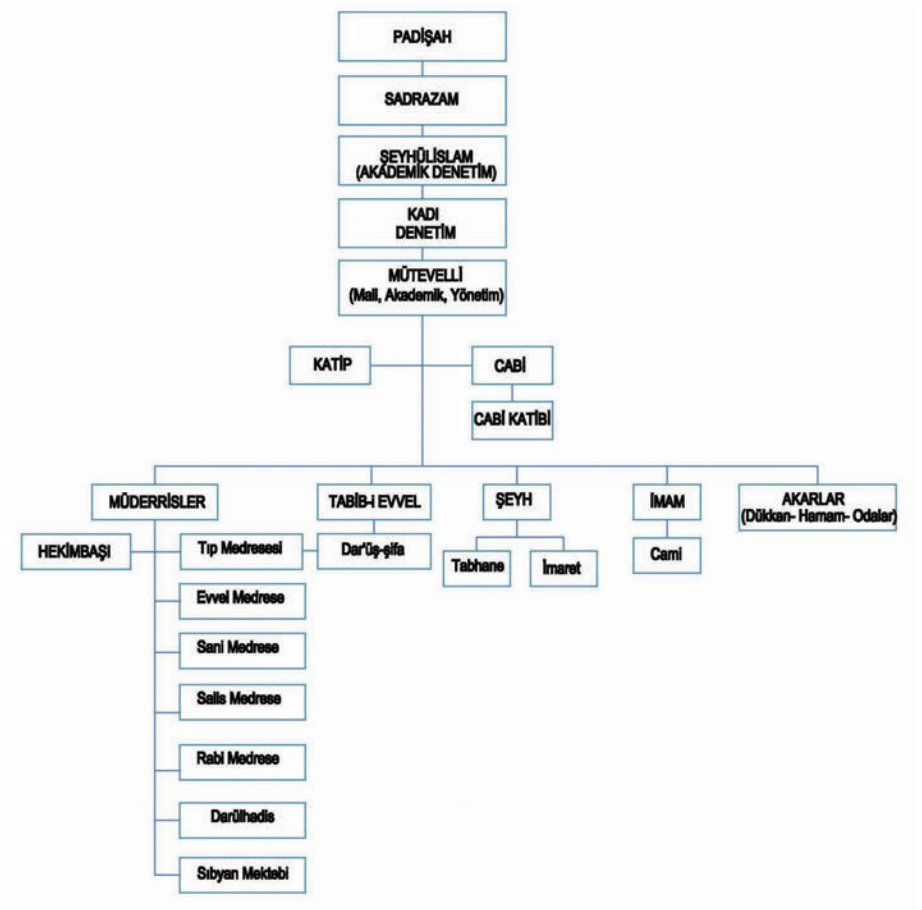 PADİŞAH
SADRAZAM
ŞEYHÜLİSLAM
(AKADEMİK DENETİM)
KADI
DENETİM
MÜTEVELLİ
(Mali, Akademik, Yönetim)
KATİP
CABİ
CABİ KATİBİ
MÜDERRİSLER
TABİB-İ EVVEL
ŞEYH
İMAM
AKARLAR
(Dükkan- Hamam- Odalar)
HEKİMBAŞI
Tıp Medresesi
Dar'üş-şifa
Tabhane
İmaret
Cami
Evvel Medrese
Sani Medrese
Salis Medrese
Rabi Medrese
Darülhadis
Sıbyan Mektebi